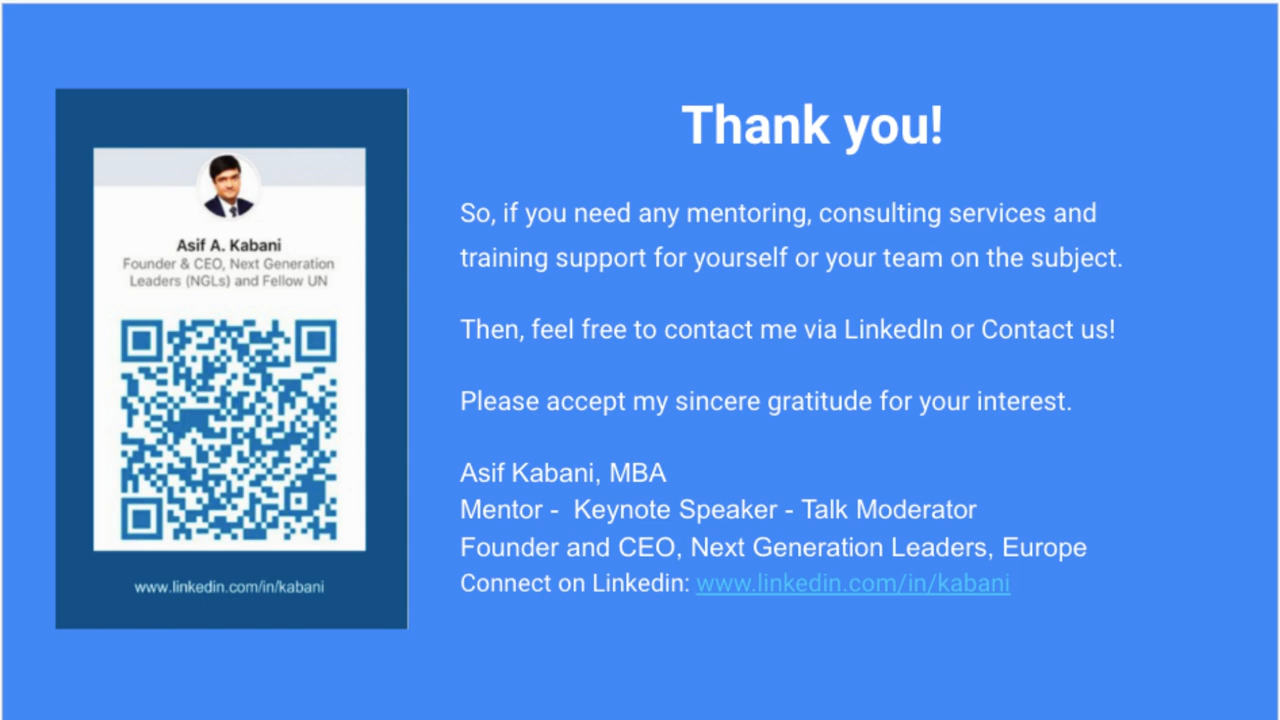 Asif A. Kabani
Founder & CEO, Next Generation
Leaders (NGLs) and Fellow UN
www.linkedin.com/in/kabani
Thank you!
So, if you need any mentoring, consulting services and
training support for yourself or your team on the subject.
Then, feel free to contact me via LinkedIn or Contact us!
Please accept my sincere gratitude for your interest.
Asif Kabani, MBA
Mentor -  Keynote Speaker - Talk Moderator
Founder and CEO, Next Generation Leaders, Europe
Connect on Linkedin: www.linkedin.com/in/kabani